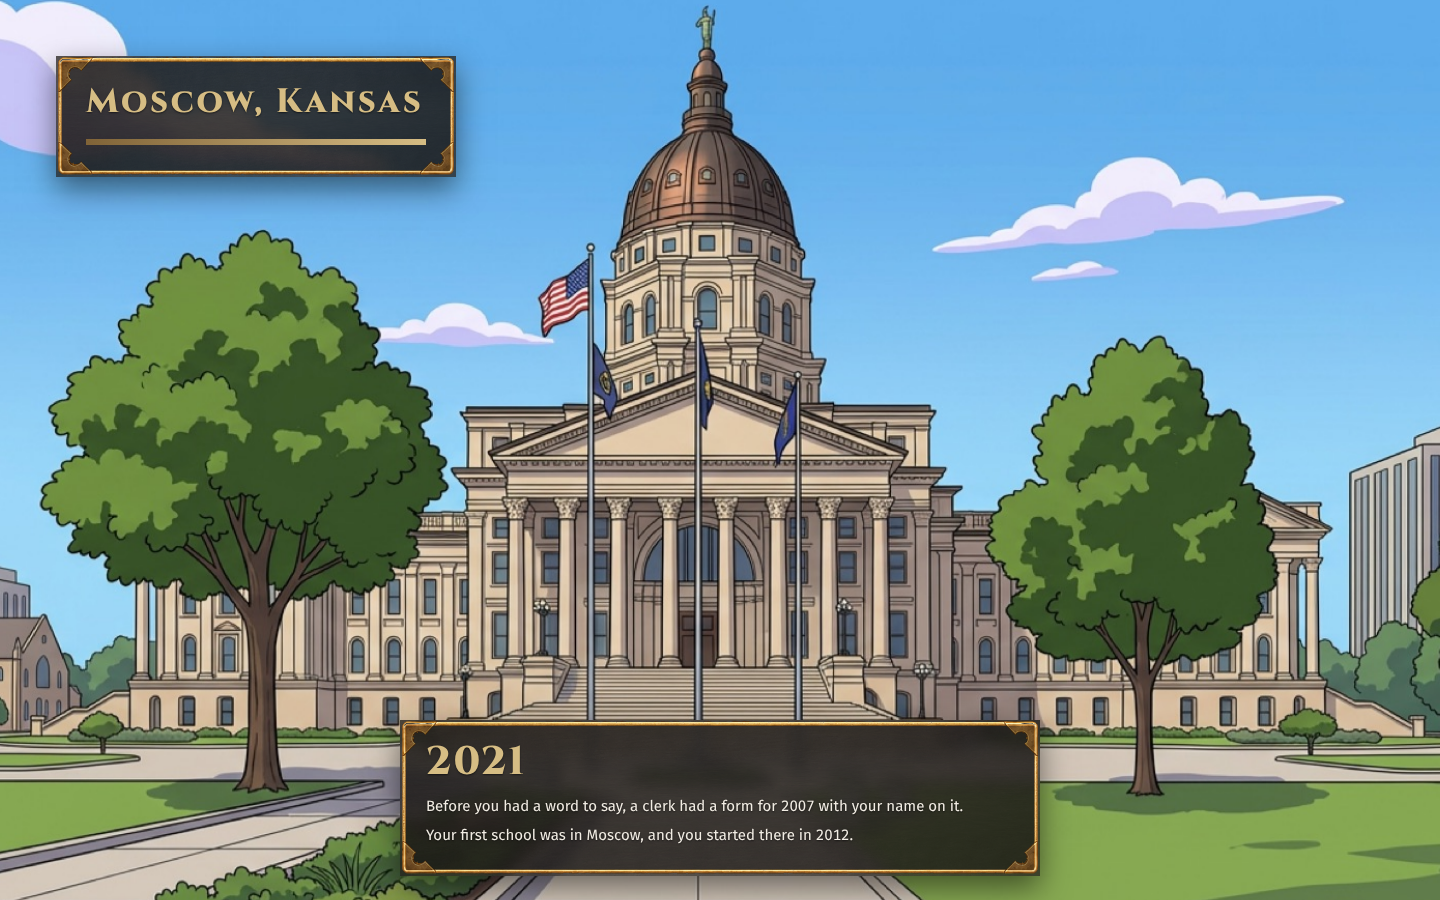 Moscow, Kansas
2021
Before you had a word to say, a clerk had a form for 2007 with your name on it.
Your first school was in Moscow, and you started there in 2012.